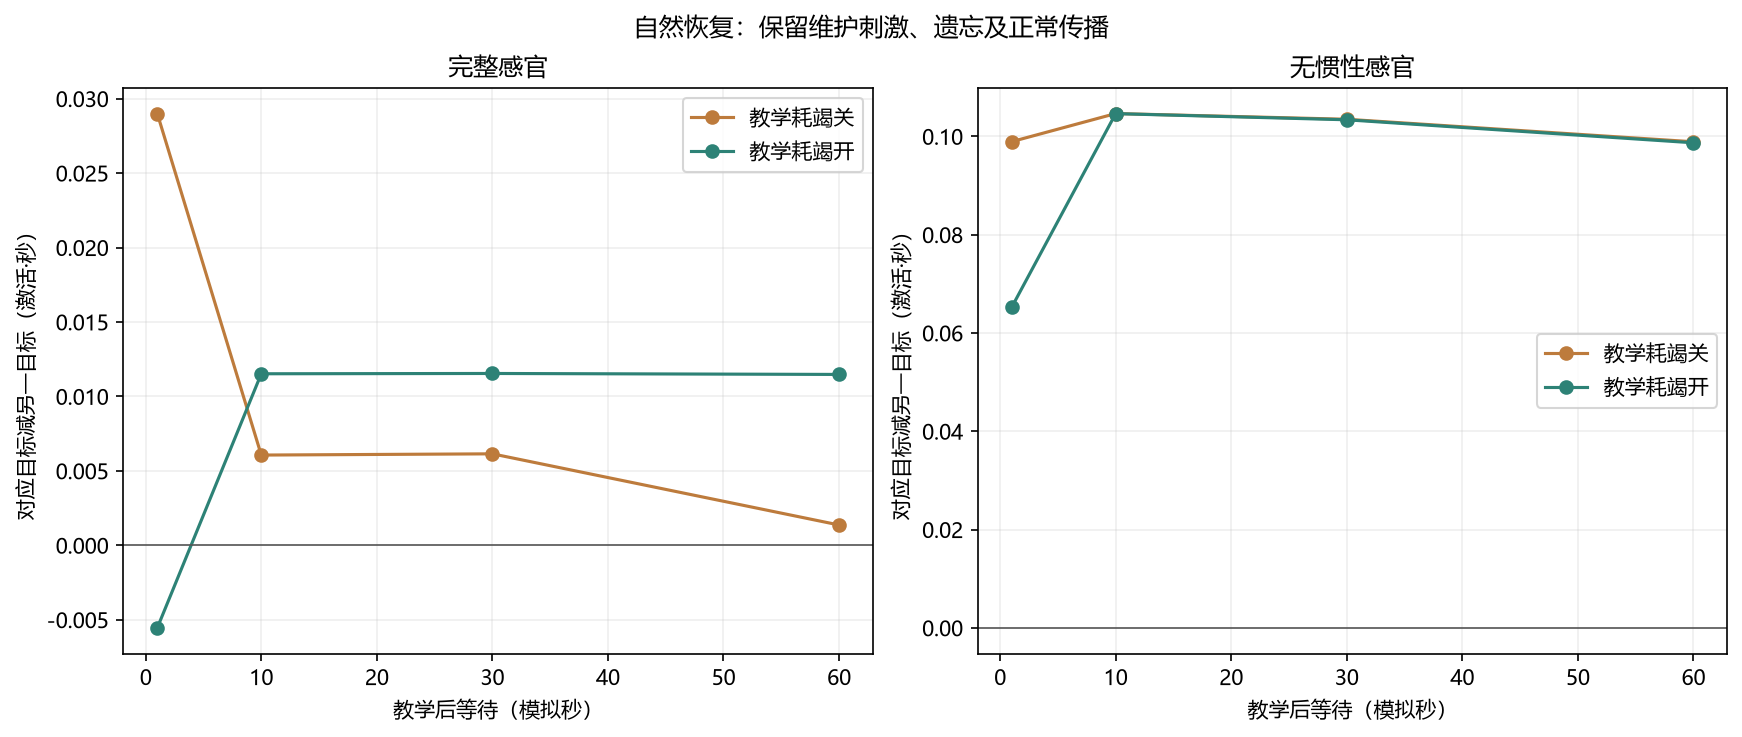 自然恢复：保留维护刺激、遗忘及正常传播
完整感官
对应目标减另一目标（激活·秒）
0.030
0.025
0.020
0.015
0.010
0.005
0.000
-0.005
教学耗竭关
教学耗竭开
0 10 20 30 40 50 60
教学后等待（模拟秒）
无惯性感官
对应目标减另一目标（激活·秒）
0.10
0.08
0.06
0.04
0.02
0.00
教学耗竭关
教学耗竭开
0 10 20 30 40 50 60
教学后等待（模拟秒）